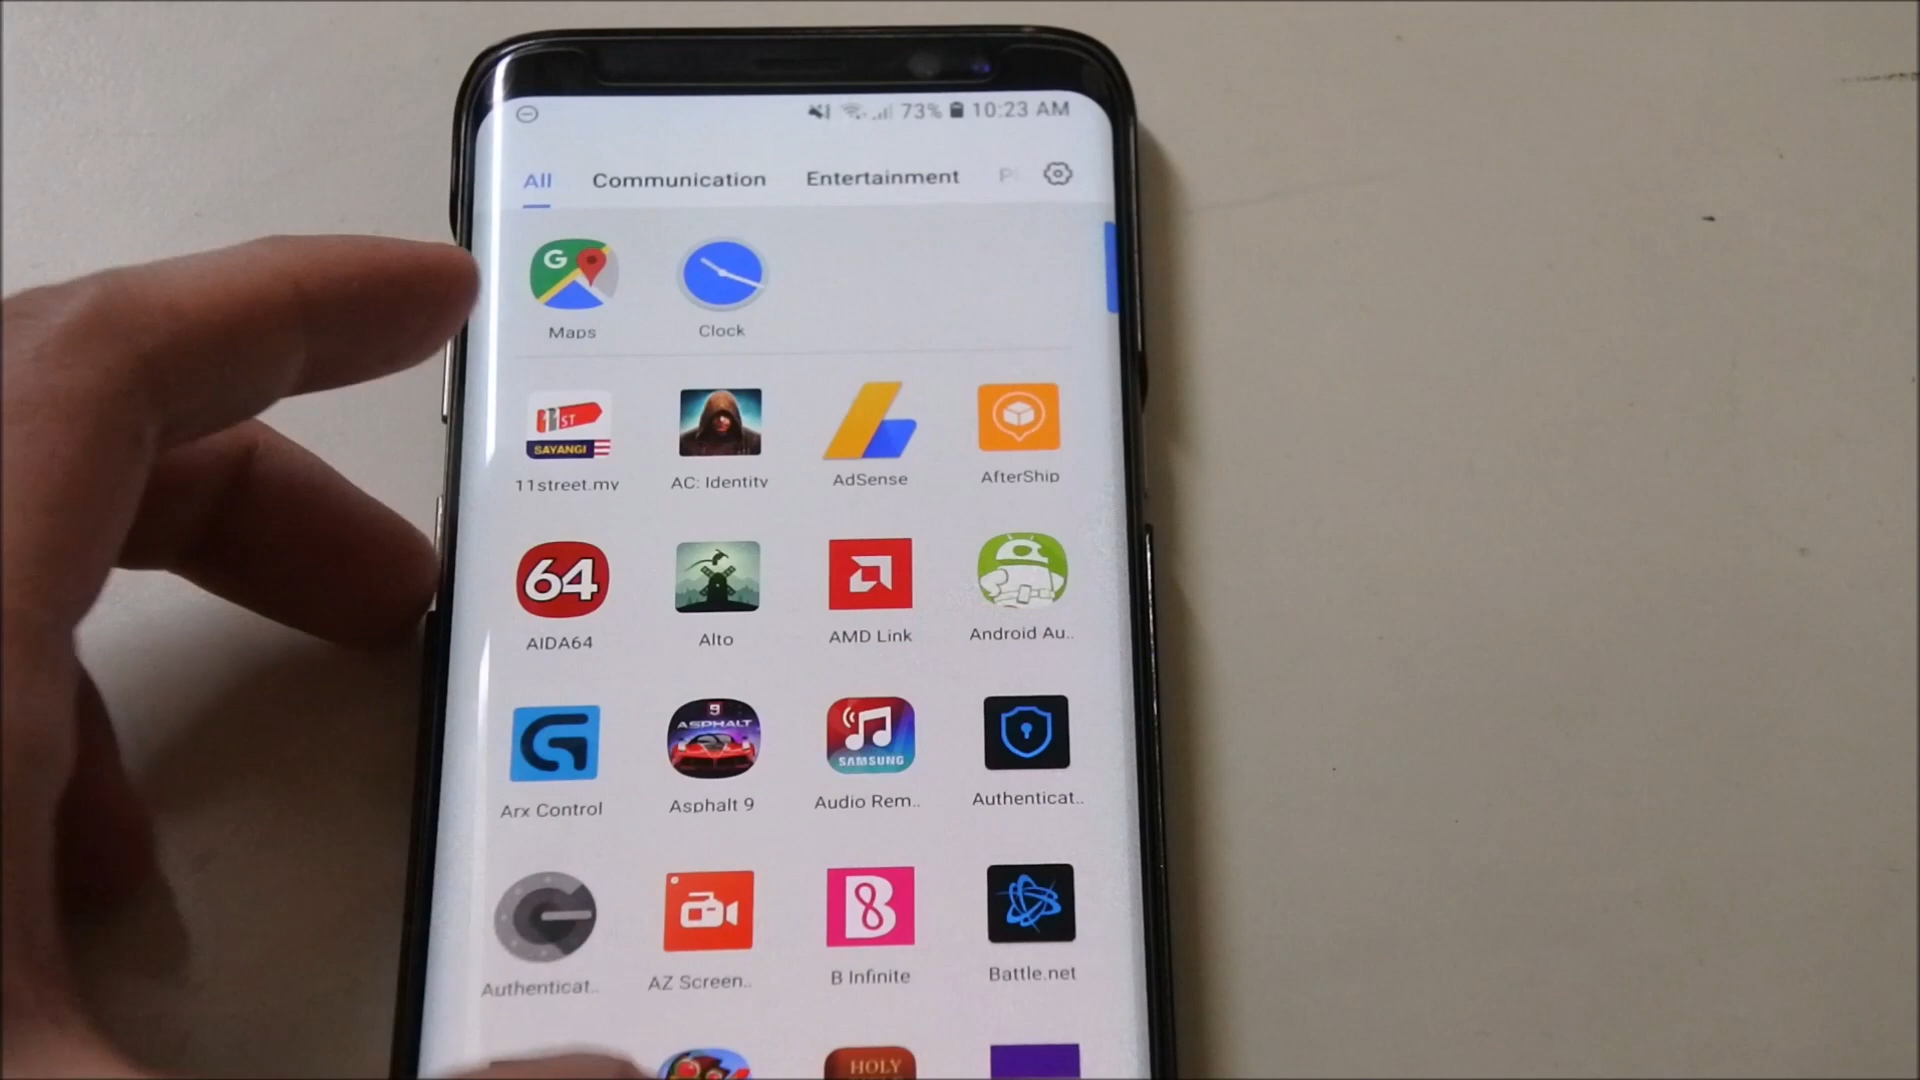 73% 10:23 AM
All Communication Entertainment
G
Maps Clock
11ST
SAYANGI
11street.my AC: Identity AdSense AfterShip
64
AIDA64 Alto AMD Link Android Au..
9
ASPHALT
SAMSUNG
Arx Control Asphalt 9 Audio Rem.. Authenticat..
B
Authenticat.. AZ Screen.. B Infinite Battle.net
HOLY